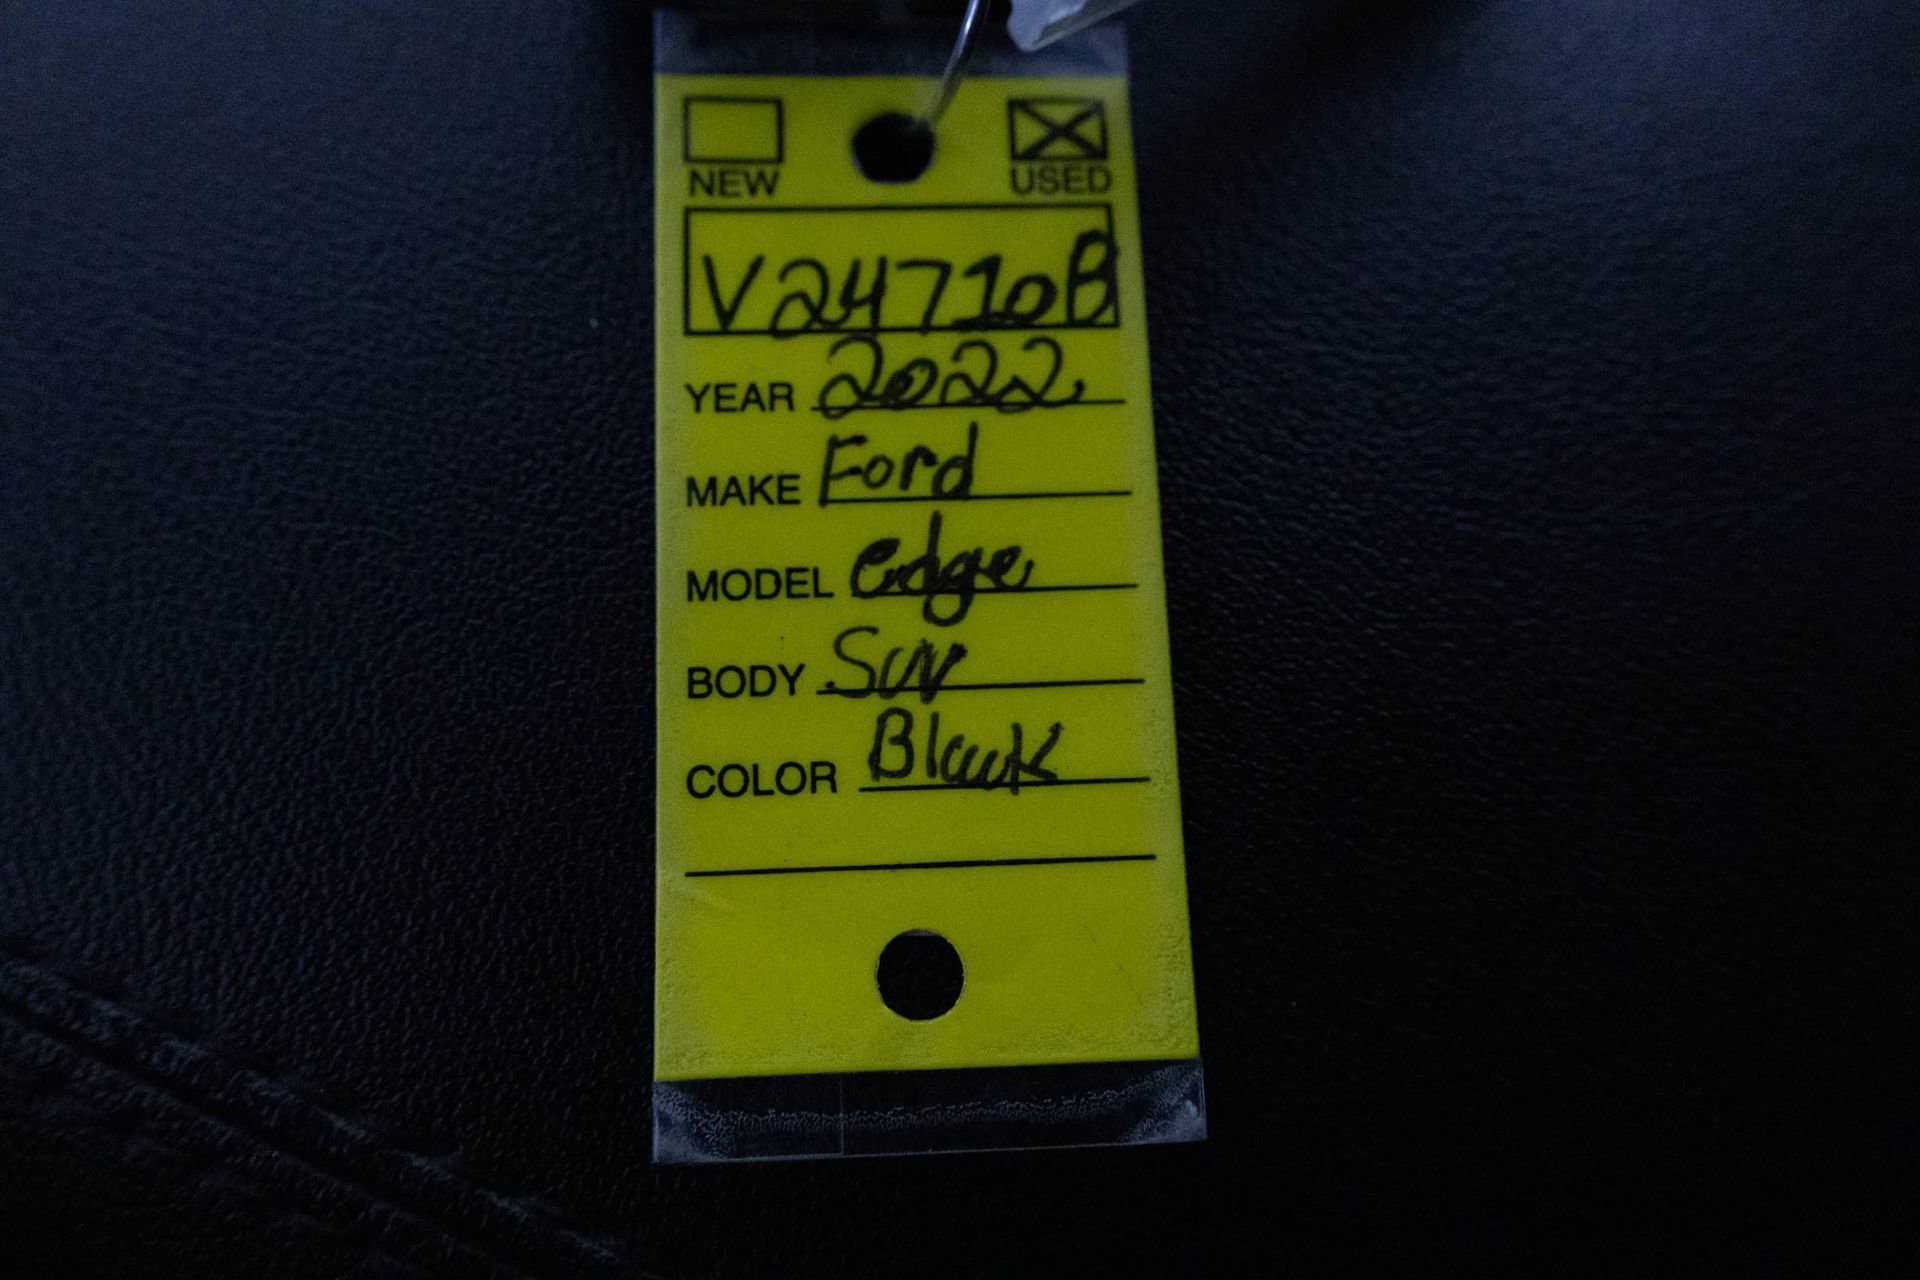 NEW USED
V24710B
YEAR 2022
MAKE Ford
MODEL edge
BODY SUV
COLOR Black